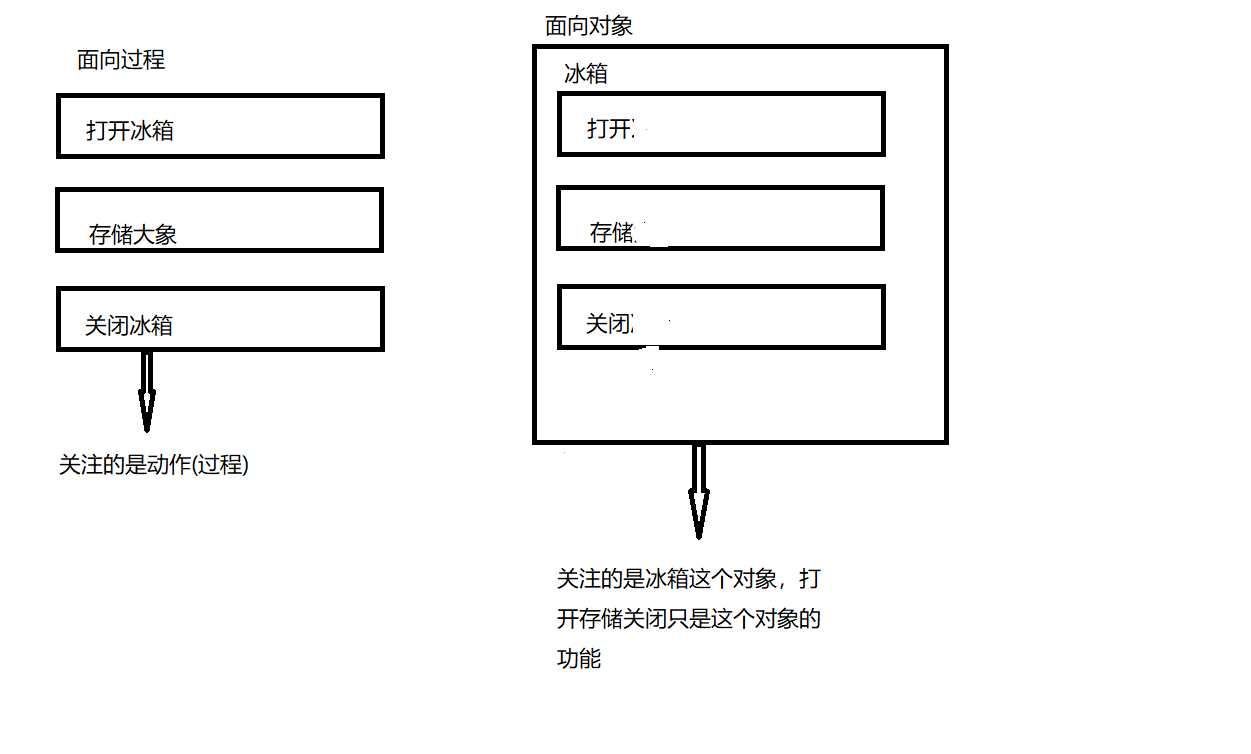 面向过程
打开冰箱
存储大象
关闭冰箱
关注的是动作(过程)
面向对象
冰箱
打开
存储
关闭
关注的是冰箱这个对象，打
开存储关闭只是这个对象的
功能